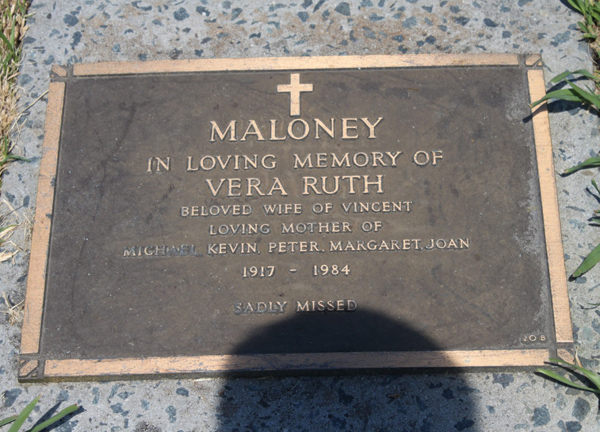 MALONEY
IN LOVING MEMORY OF
VERA RUTH
BELOVED WIFE OF VINCENT
LOVING MOTHER OF
MICHAEL, KEVIN, PETER, MARGARET, JOAN
1917 - 1984
SADLY MISSED